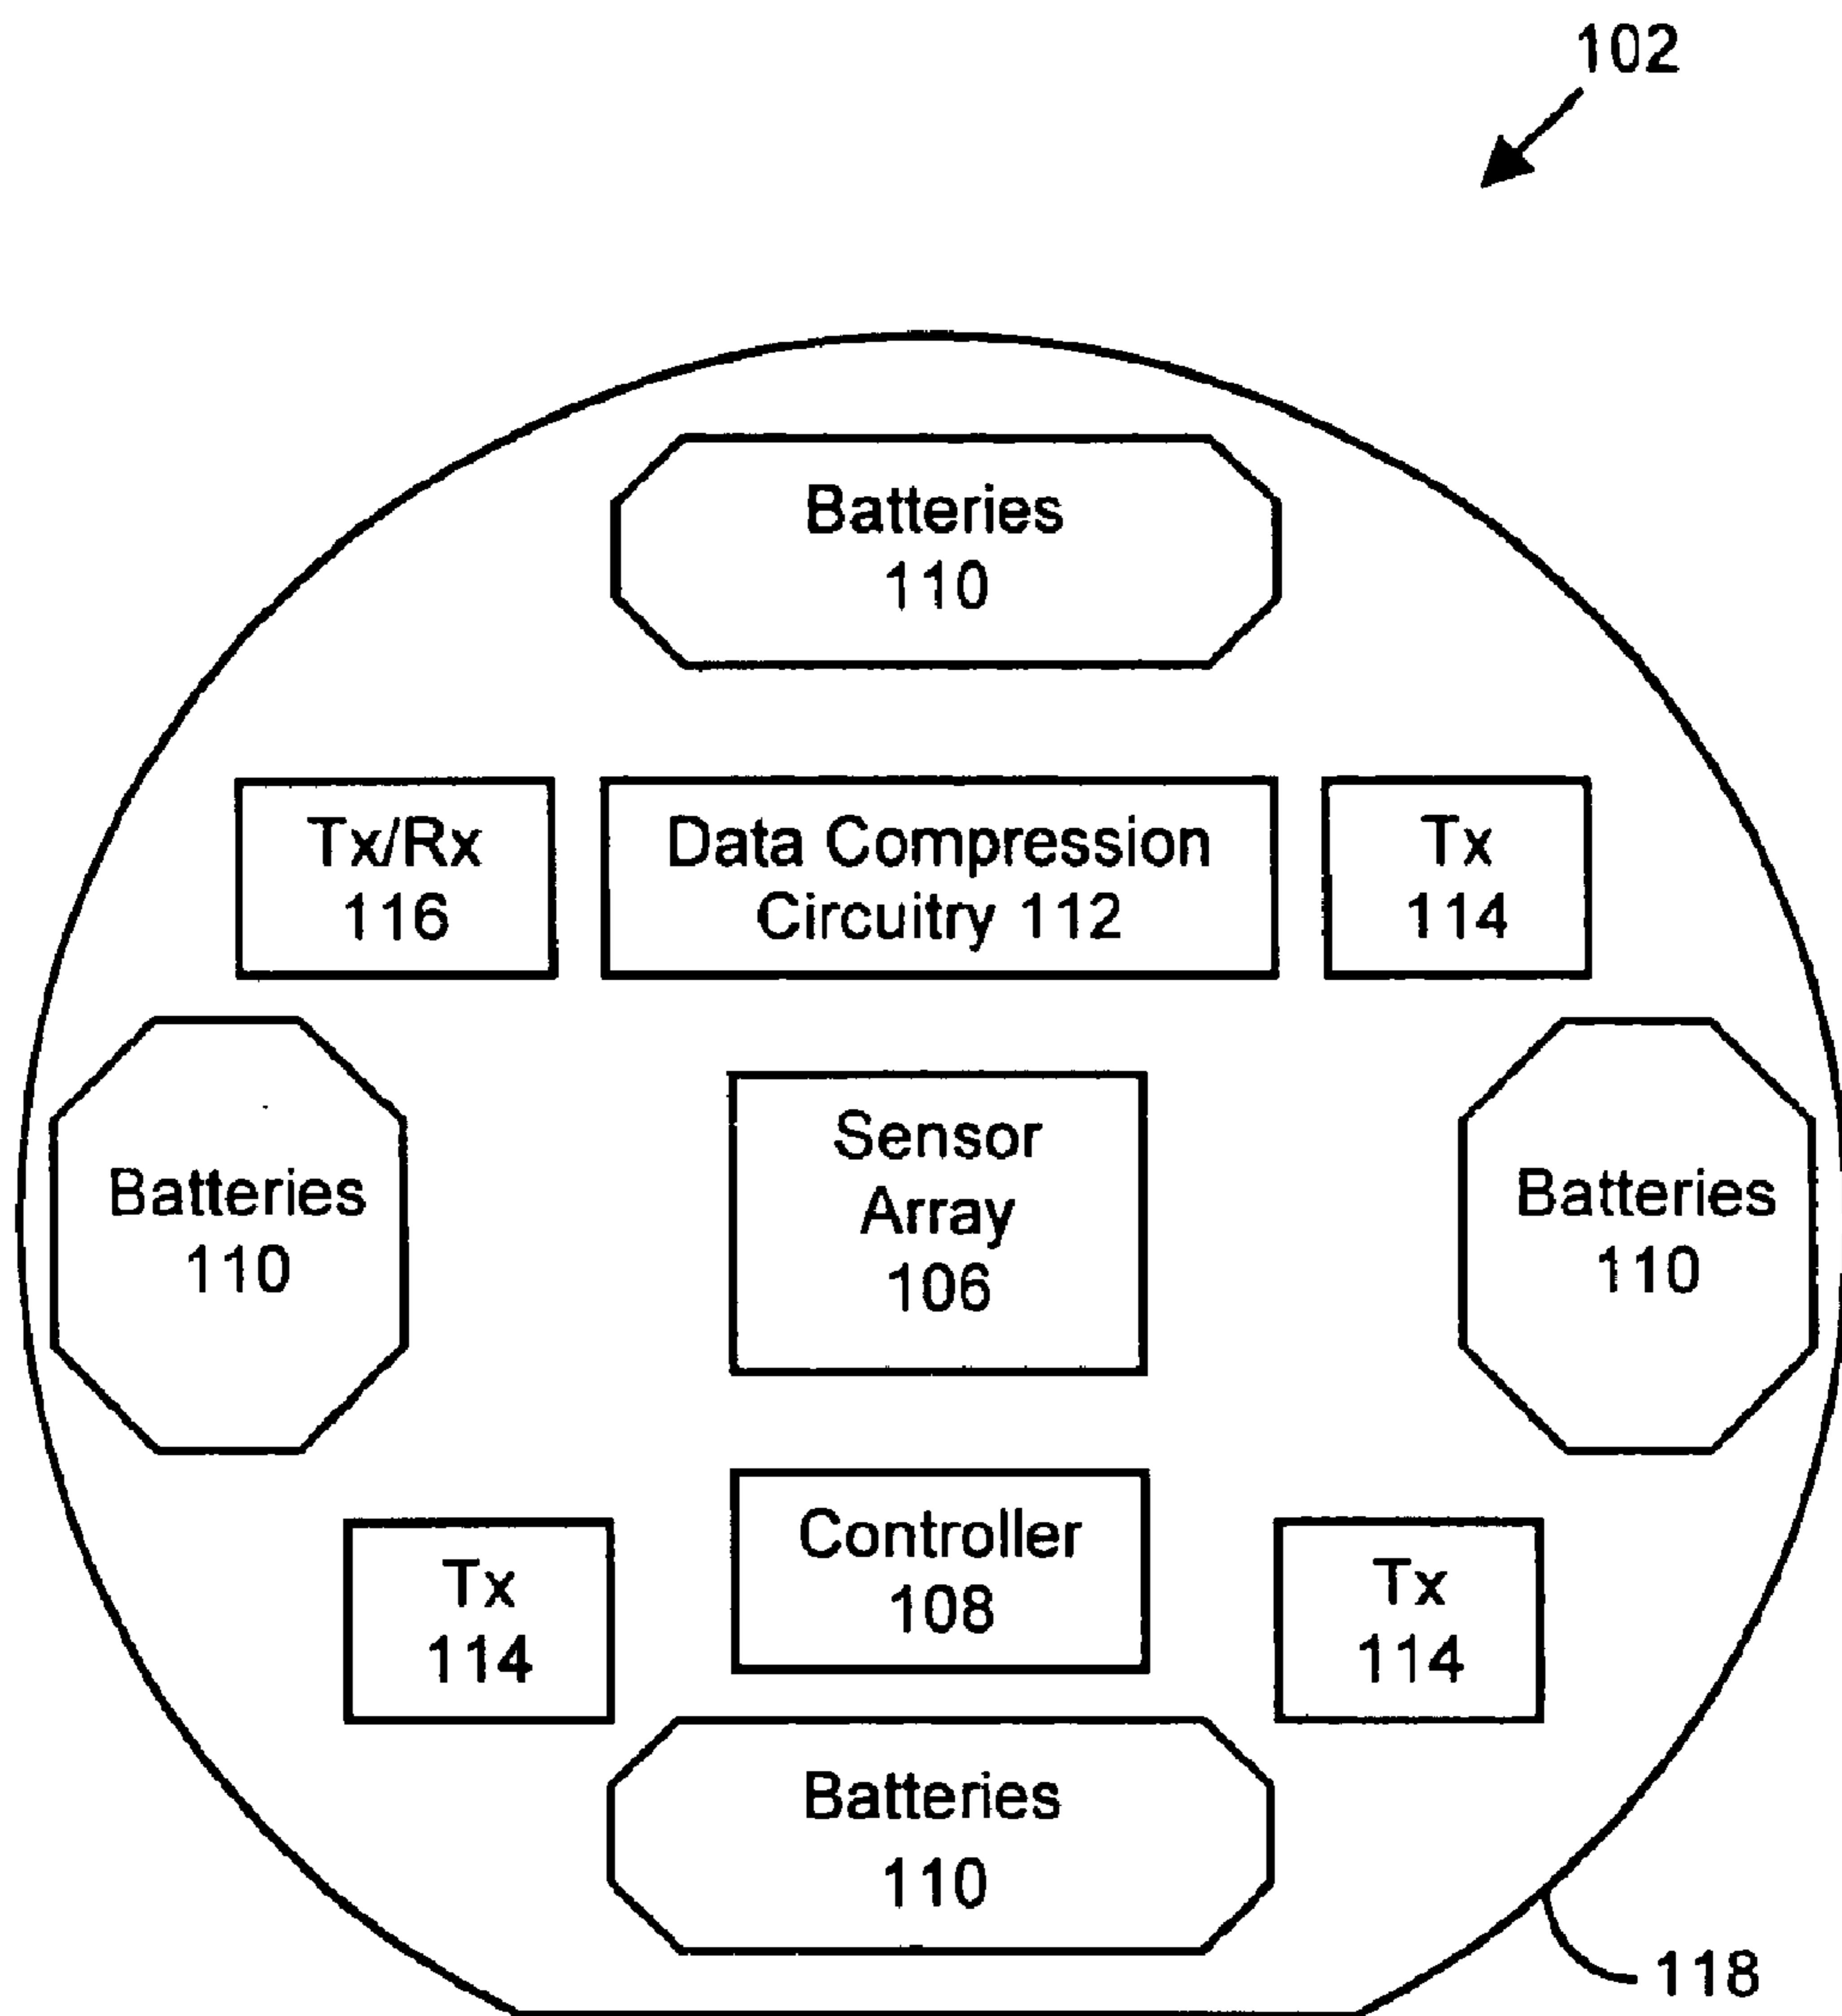 102
Batteries
110
Tx/Rx
116
Data Compression
Circuitry 112
Tx
114
Batteries
110
Sensor
Array
106
Batteries
110
Tx
114
Controller
108
Tx
114
Batteries
110
118